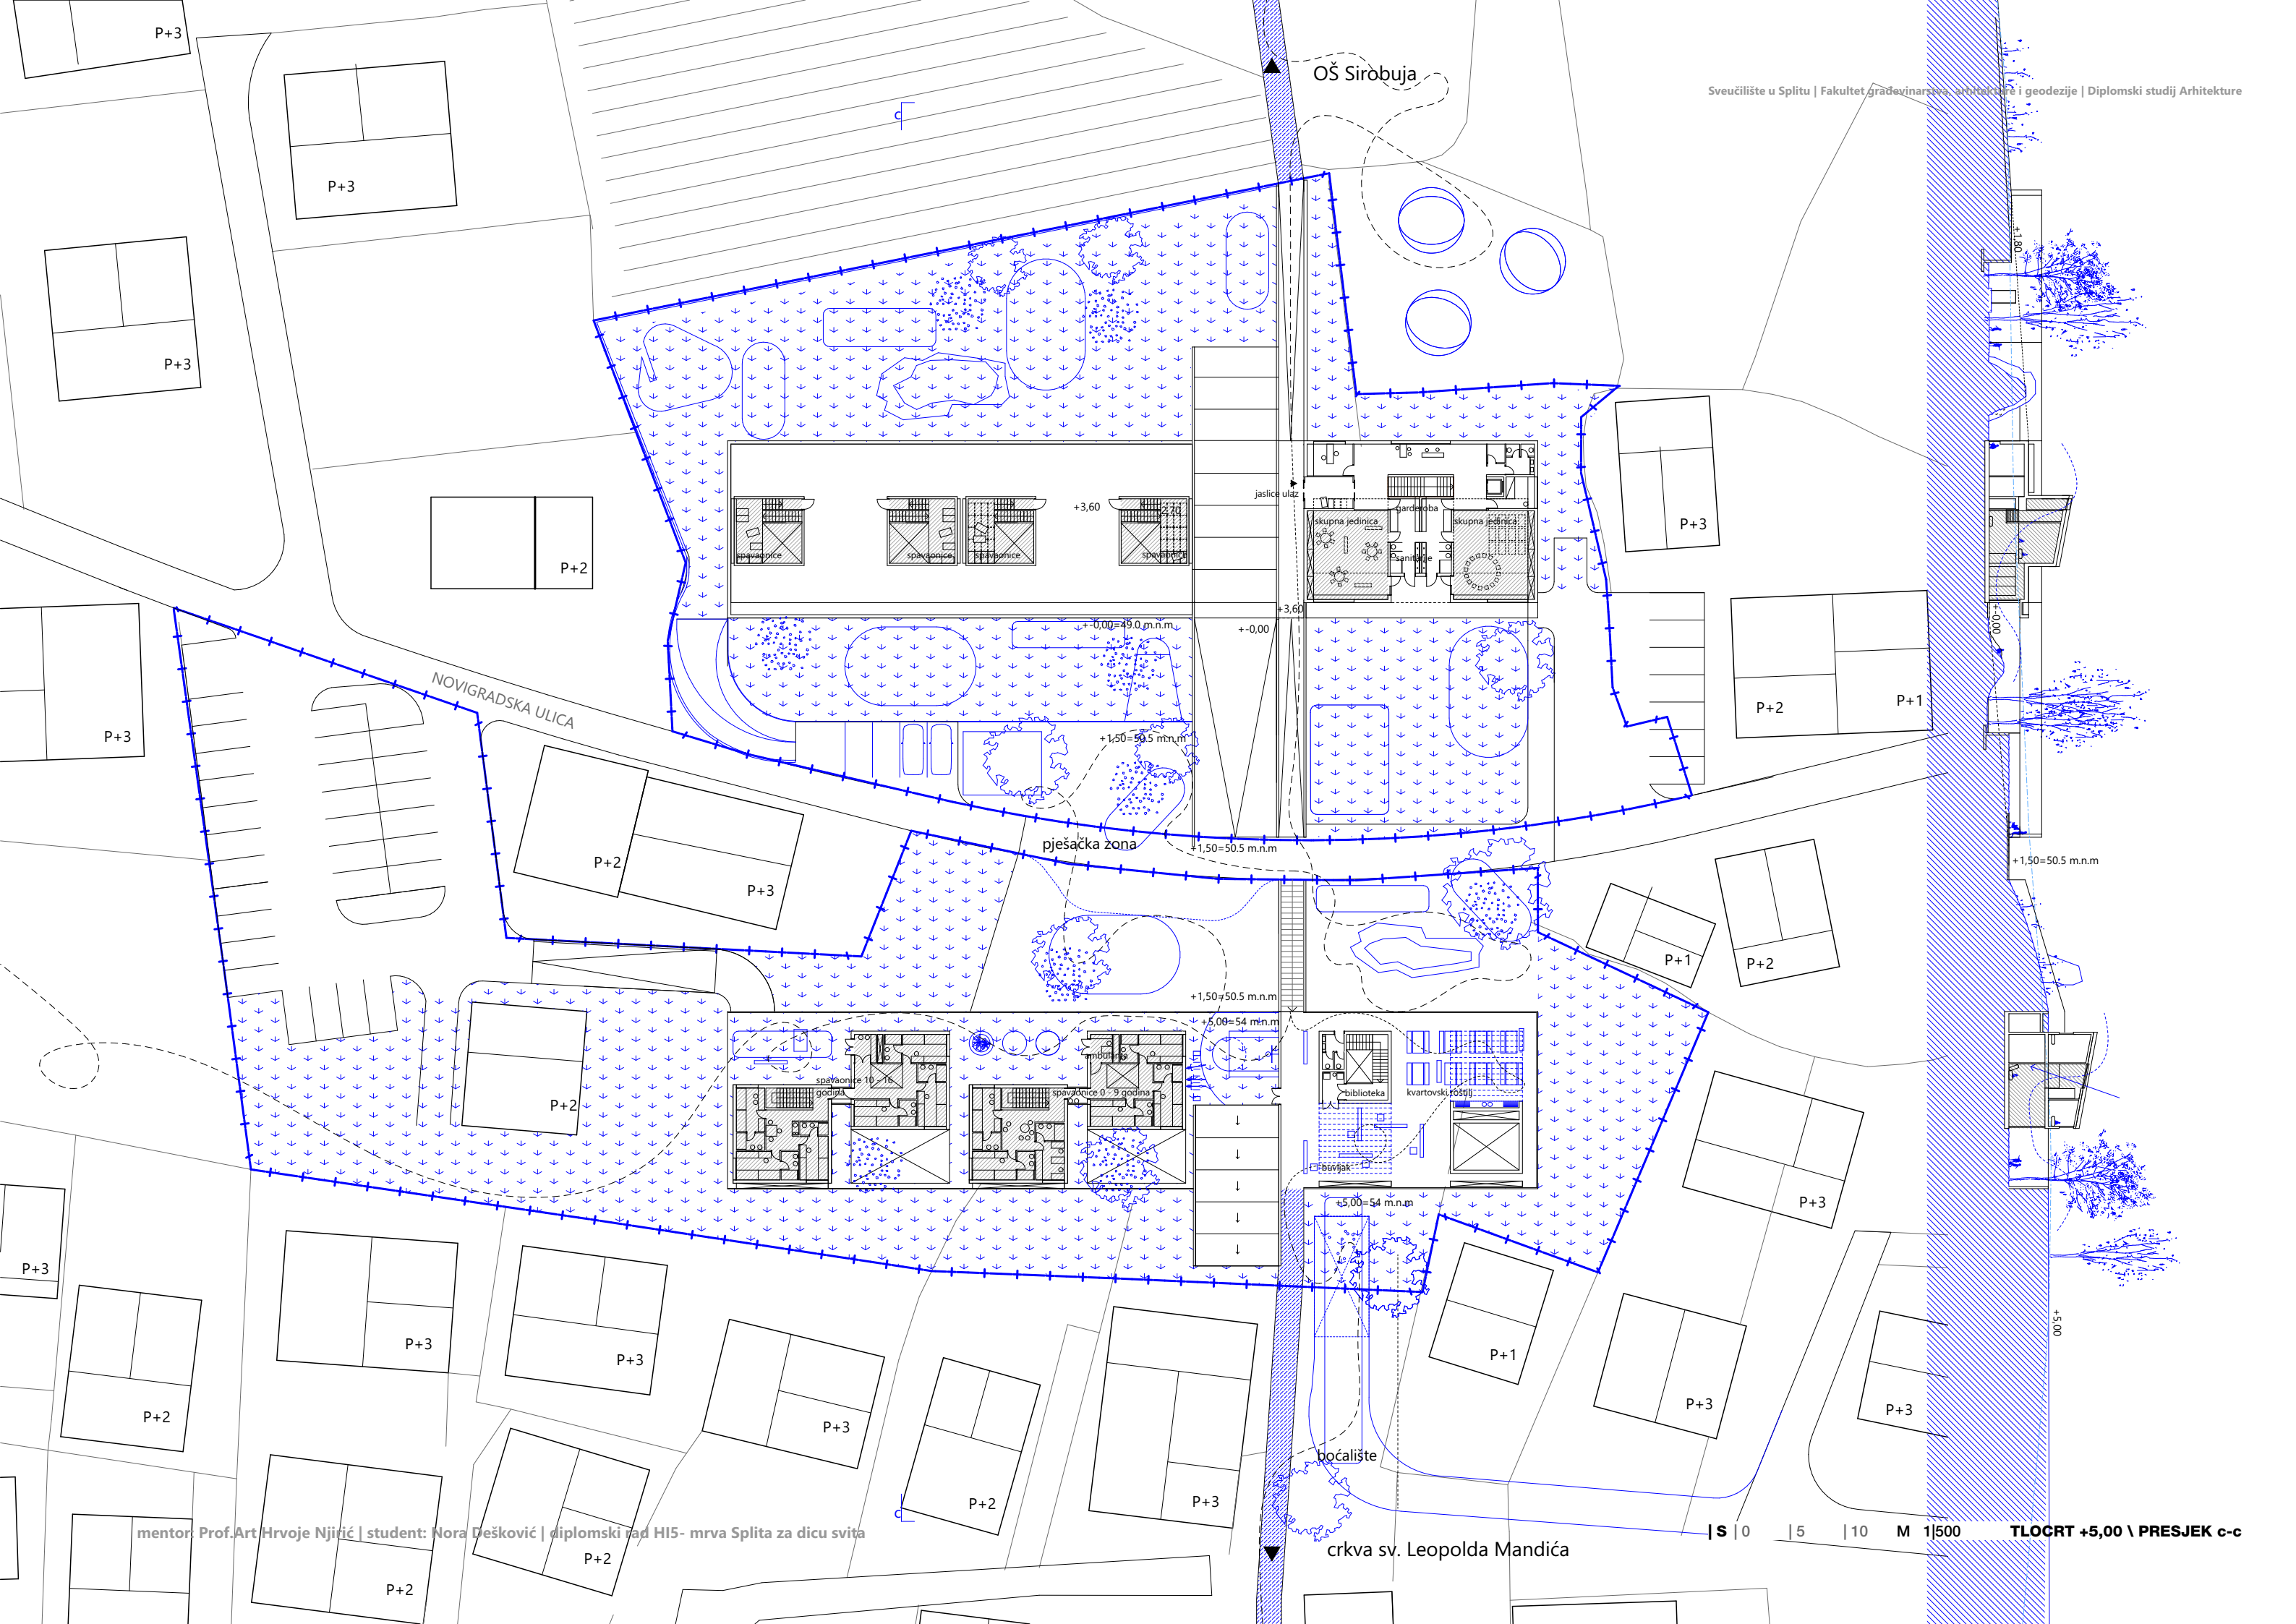 P+3
OŠ Sirobuja
Sveučilište u Splitu | Fakultet građevinarstva, arhitekture i geodezije | Diplomski studij Arhitekture
c
P+3
+1,80
P+3
jaslice ulaz
+3,60
garderoba
skupna jedinica
skupna jedinica
P+3
spavaonice
spavaonice
spavaonice
spavaonice
sanitarije
P+2
+3,60
+-0,00=49.0 m.n.m
+-0,00
+-0,00
NOVIGRADSKA ULICA
P+2
P+1
P+3
+1,50=50.5 m.n.m
pješačka zona
+1,50=50.5 m.n.m
P+2
P+3
+1,50=50.5 m.n.m
P+1
P+2
+1,50=50.5 m.n.m
+5,00=54 m.n.m
ambulanta
spavaonice 10 - 16
godina
spavaonice 0 - 9 godina
biblioteka
kvartovski roštilj
P+2
buvljak
+5,00=54 m.n.m
P+3
P+3
+5,00
P+3
P+3
P+1
P+3
P+3
P+2
P+3
P+2
P+3
boćalište
mentor: Prof.Art Hrvoje Njirić | student: Nora Dešković | diplomski rad HI5- mrva Splita za dicu svita
c
| S | 0 | 5 | 10 M 1|500 TLOCRT +5,00 \ PRESJEK c-c
crkva sv. Leopolda Mandića
P+2
P+2